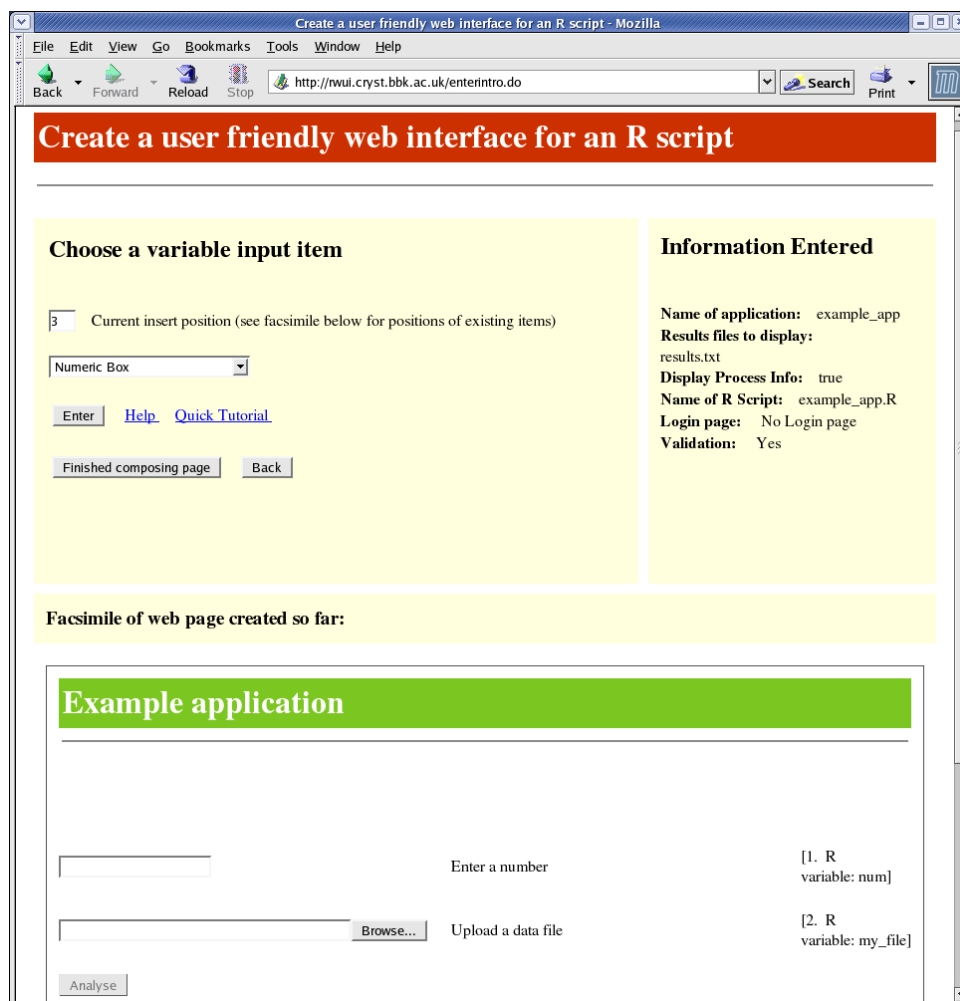 Create a user friendly web interface for an R script - Mozilla
File Edit View Go Bookmarks Tools Window Help
Back Forward Reload Stop http://rwui.cryst.bbk.ac.uk/enterintro.do Search Print m
Create a user friendly web interface for an R script
Choose a variable input item
3 Current insert position (see facsimile below for positions of existing items)
Numeric Box
Enter Help Quick Tutorial
Finished composing page Back
Information Entered
Name of application: example_app
Results files to display:
results.txt
Display Process Info: true
Name of R Script: example_app.R
Login page: No Login page
Validation: Yes
Facsimile of web page created so far:
Example application
Enter a number [1. R
variable: num]
Browse... Upload a data file [2. R
variable: my_file]
Analyse